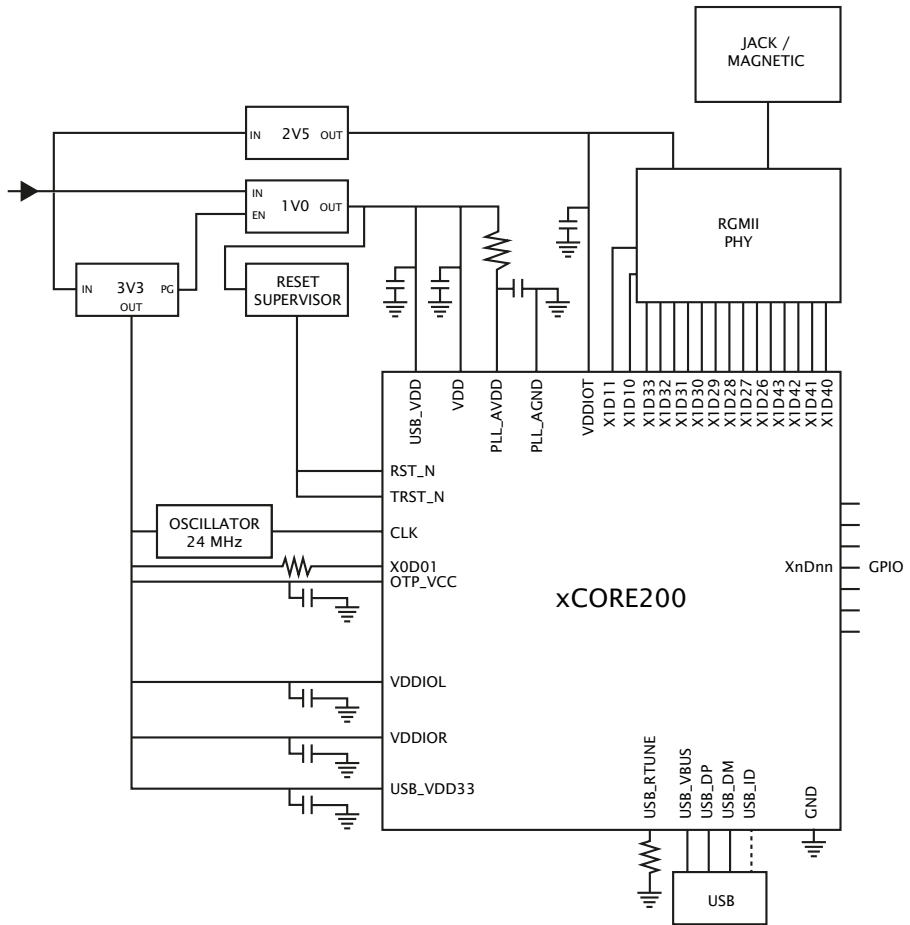 JACK /
MAGNETIC
IN 2V5 OUT
IN
1V0 OUT
EN
RGMII
PHY
IN 3V3 PG
OUT
RESET
SUPERVISOR
USB_VDD
VDD
PLL_AVDD
PLL_AGND
VDDIOT
X1D11
X1D10
X1D33
X1D32
X1D31
X1D30
X1D29
X1D28
X1D27
X1D26
X1D43
X1D42
X1D41
X1D40
RST_N
TRST_N
OSCILLATOR
24 MHz
CLK
X0D01
OTP_VCC
XnDnn GPIO
xCORE200
VDDIOL
VDDIOR
USB_VDD33
USB_RTUNE
USB_VBUS
USB_DP
USB_DM
USB_ID
GND
USB